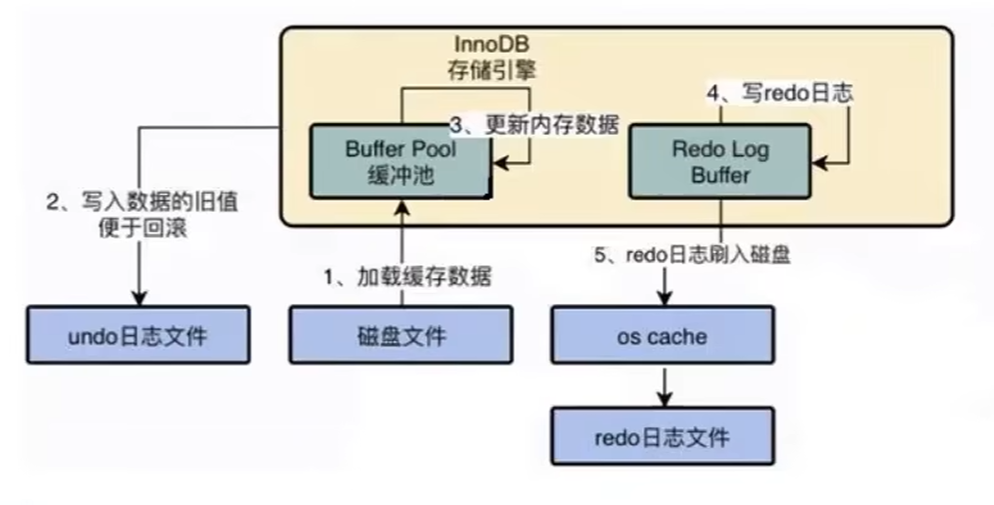 InnoDB
存储引擎
4、写redo日志
3、更新内存数据
Buffer Pool
缓冲池
Redo Log
Buffer
2、写入数据的旧值
便于回滚
5、redo日志刷入磁盘
1、加载缓存数据
undo日志文件
磁盘文件
os cache
redo日志文件